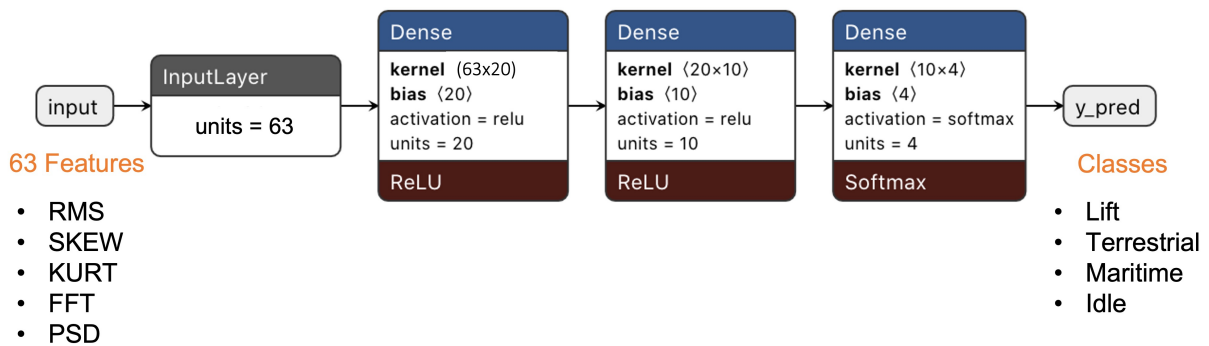 input
63 Features
• RMS
• SKEW
• KURT
• FFT
• PSD
InputLayer
units = 63
Dense
kernel (63x20)
bias ⟨20⟩
activation = relu
units = 20
ReLU
Dense
kernel ⟨20×10⟩
bias ⟨10⟩
activation = relu
units = 10
ReLU
Dense
kernel ⟨10×4⟩
bias ⟨4⟩
activation = softmax
units = 4
Softmax
y_pred
Classes
• Lift
• Terrestrial
• Maritime
• Idle